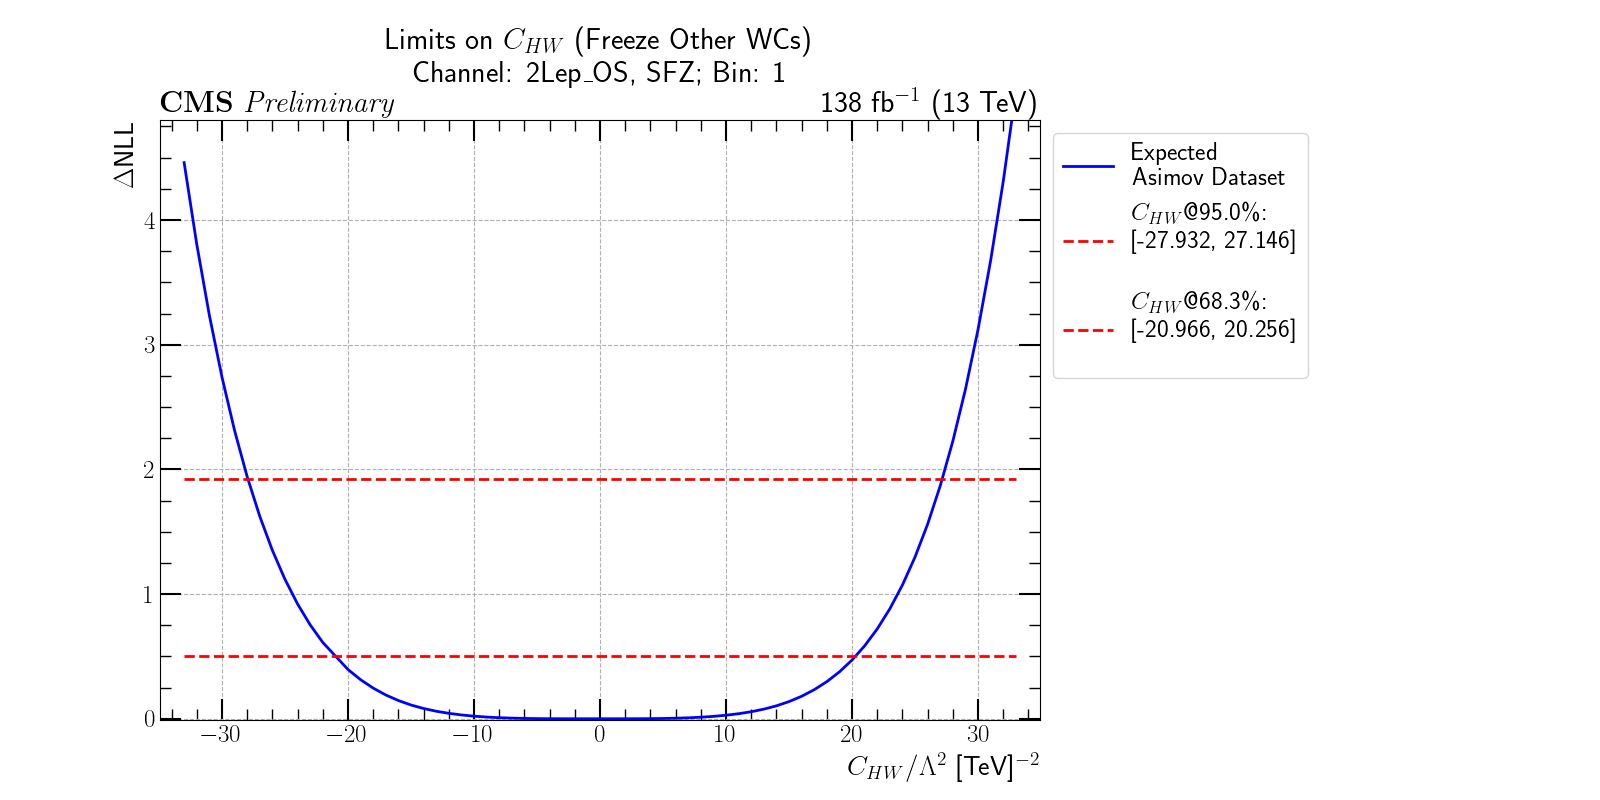 Limits on C_HW (Freeze Other WCs)
Channel: 2Lep_OS, SFZ; Bin: 1
CMS Preliminary
138 fb⁻¹ (13 TeV)
ΔNLL
4
3
2
1
0
−30
−20
−10
0
10
20
30
C_HW/Λ² [TeV]⁻²
Expected
Asimov Dataset
C_HW@95.0%:
[-27.932, 27.146]
C_HW@68.3%:
[-20.966, 20.256]